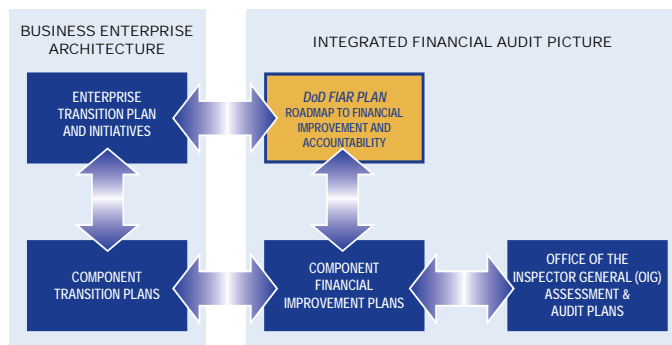 BUSINESS ENTERPRISE
ARCHITECTURE
INTEGRATED FINANCIAL AUDIT PICTURE
ENTERPRISE
TRANSITION PLAN
AND INITIATIVES
DoD FIAR PLAN
ROADMAP TO FINANCIAL
IMPROVEMENT AND
ACCOUNTABILITY
COMPONENT
TRANSITION PLANS
COMPONENT
FINANCIAL
IMPROVEMENT PLANS
OFFICE OF THE
INSPECTOR GENERAL (OIG)
ASSESSMENT &
AUDIT PLANS